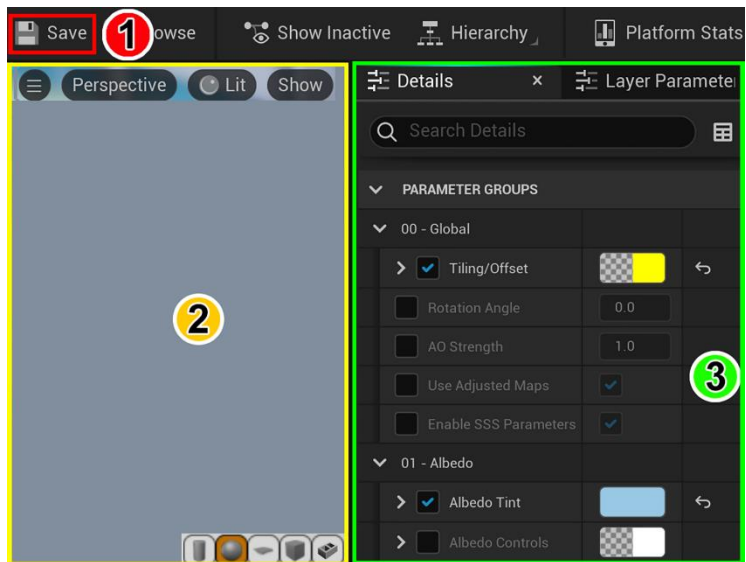 Save 1 owse Show Inactive Hierarchy Platform Stats
Perspective Lit Show
2
Details × Layer Paramete
Search Details
PARAMETER GROUPS
00 - Global
Tiling/Offset
Rotation Angle 0.0
AO Strength 1.0
3
Use Adjusted Maps
Enable SSS Parameters
01 - Albedo
Albedo Tint
Albedo Controls